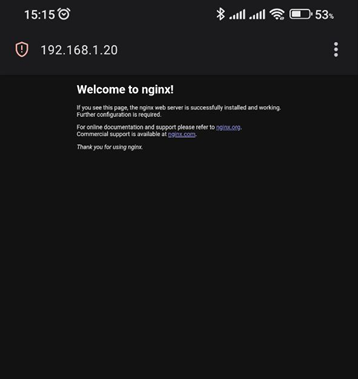 15:15
53%
192.168.1.20
Welcome to nginx!
If you see this page, the nginx web server is successfully installed and working.
Further configuration is required.
For online documentation and support please refer to nginx.org.
Commercial support is available at nginx.com.
Thank you for using nginx.